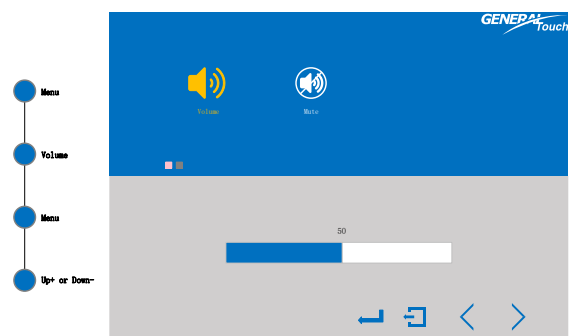 GENERAL
Touch
Menu
Volume
Menu
Up+ or Down-
Volume
Mute
50